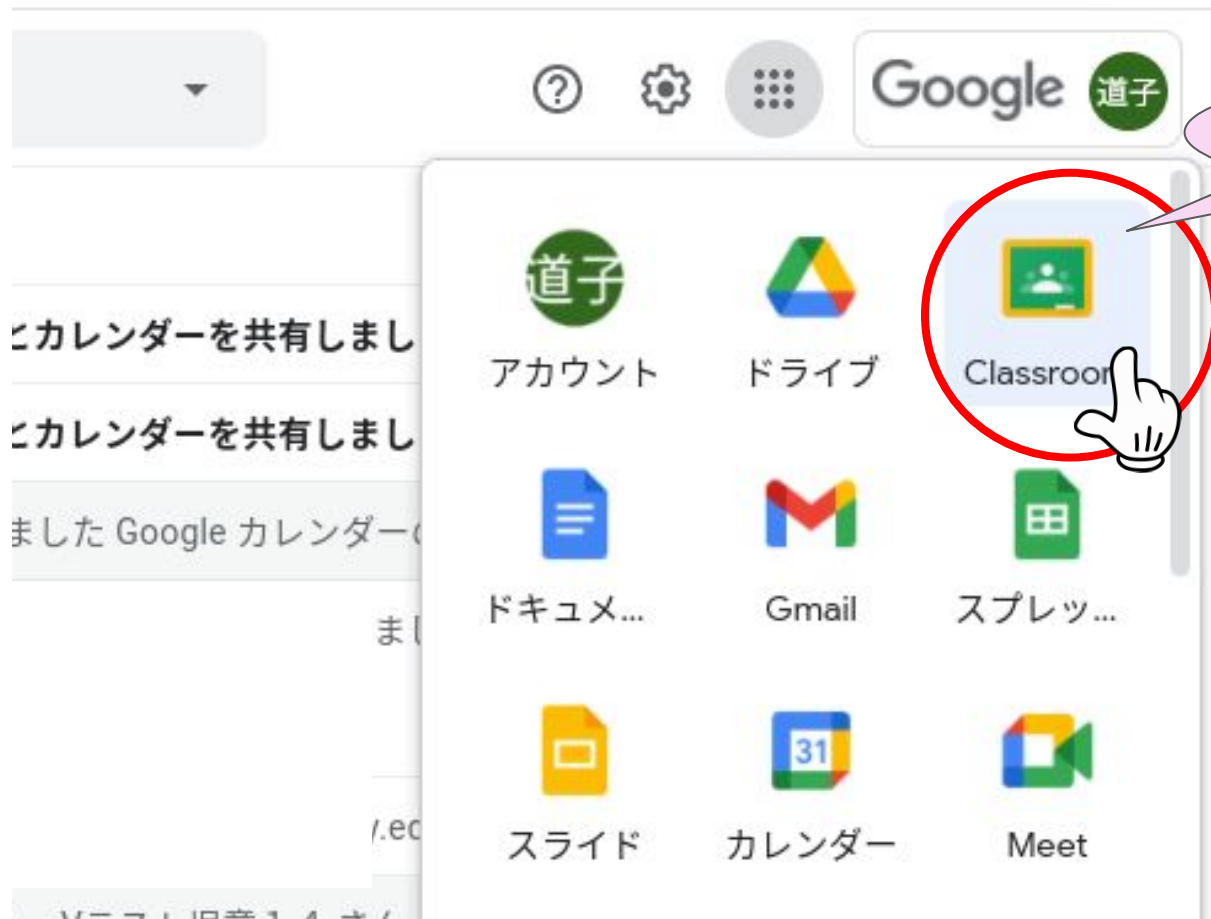 Google 道子
道子
アカウント ドライブ Classroom
とカレンダーを共有しまし
とカレンダーを共有しまし
ました Google カレンダーの
まし
ドキュメ... Gmail スプレッ...
31
スライド カレンダー Meet